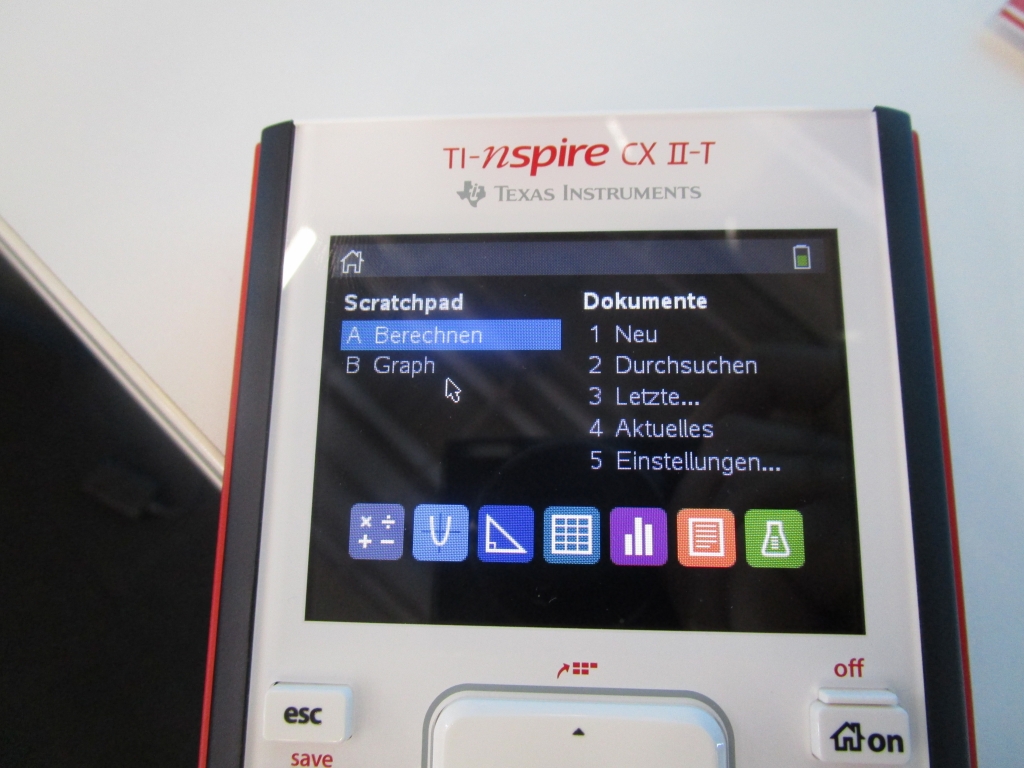 TI-nspire CX II-T
TEXAS INSTRUMENTS
Scratchpad
A Berechnen
B Graph
Dokumente
1 Neu
2 Durchsuchen
3 Letzte...
4 Aktuelles
5 Einstellungen...
esc
save
off
on